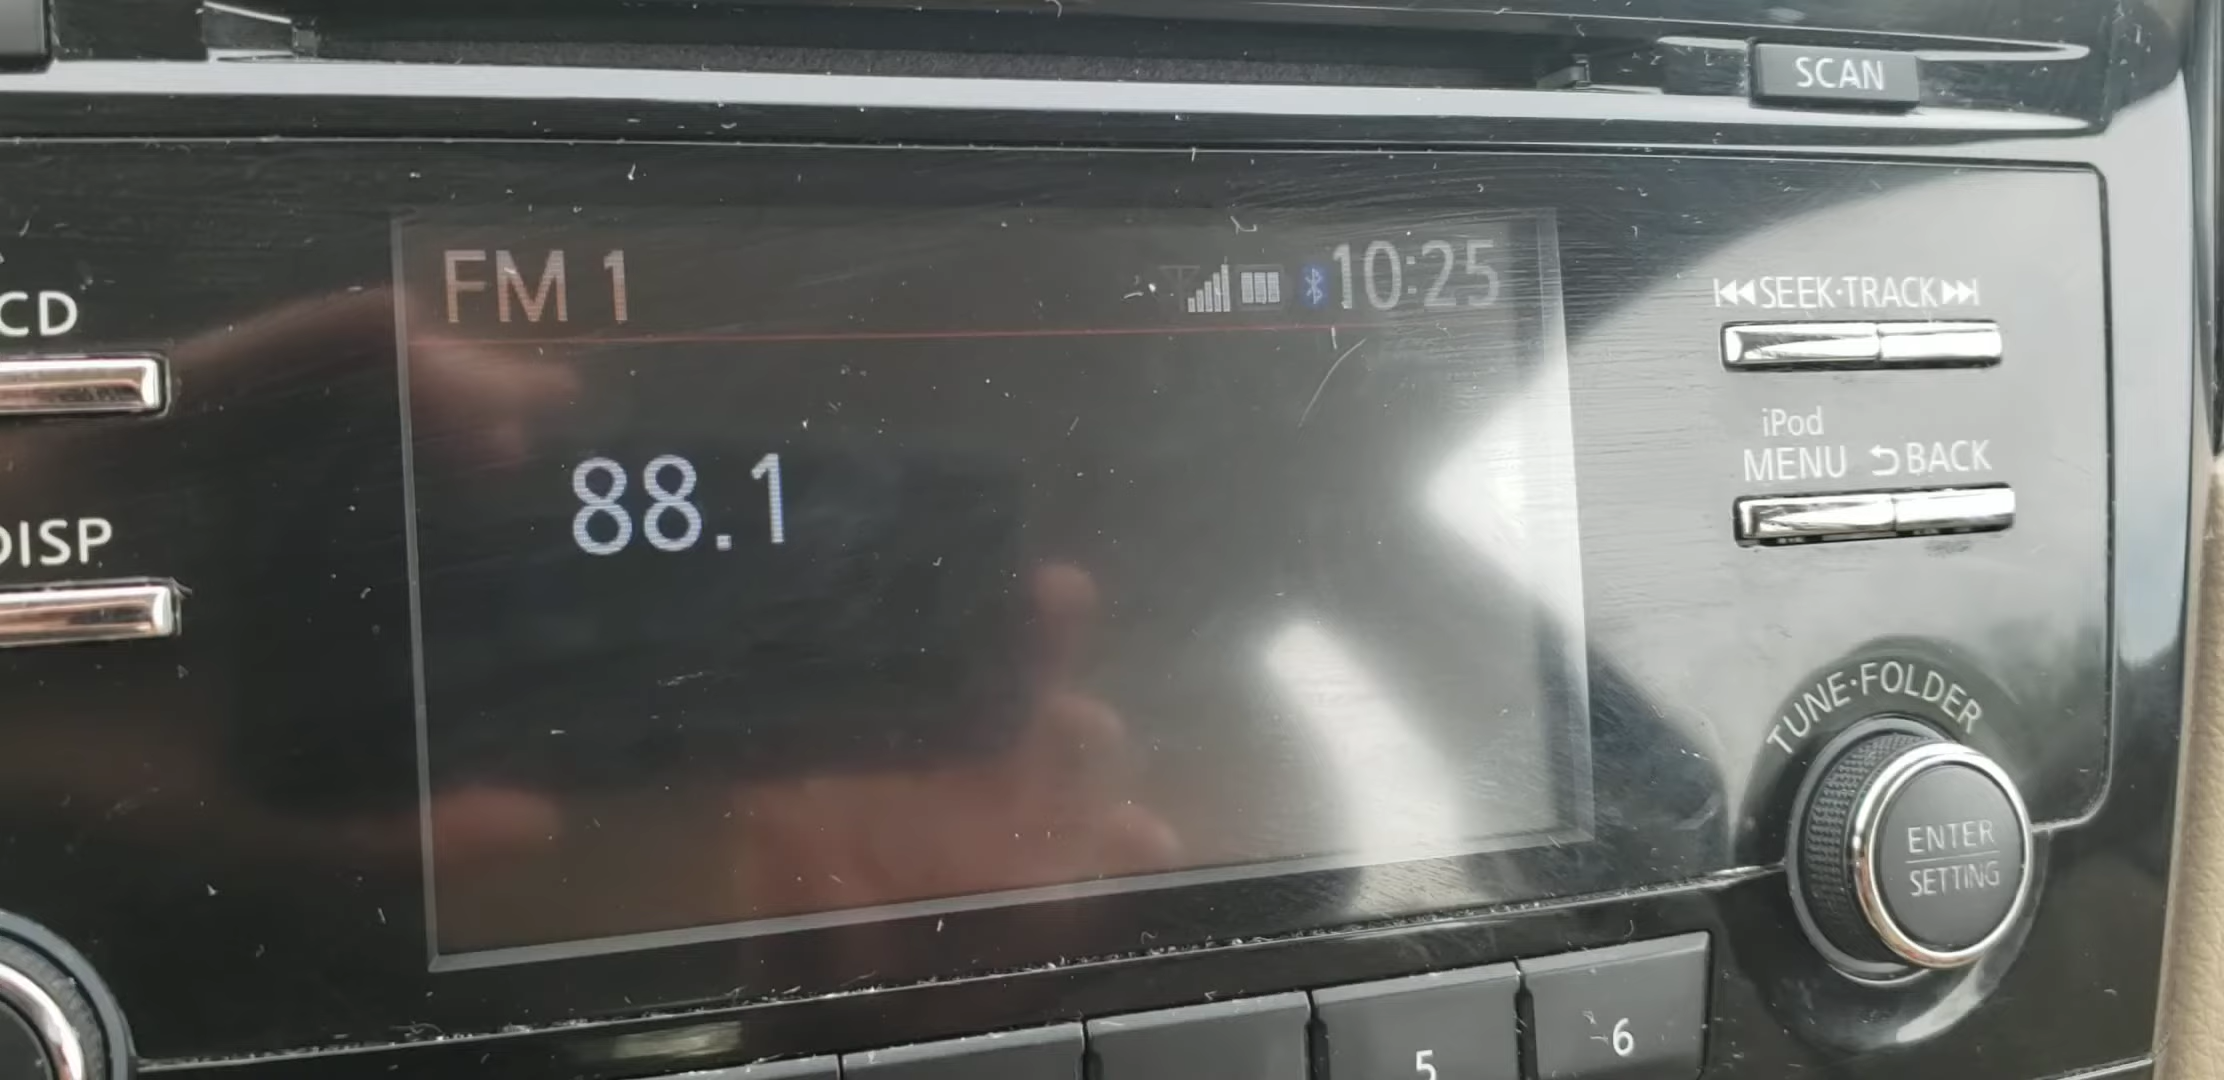 SCAN
FM 1
10:25
CD
⏮SEEK·TRACK⏭
iPod
MENU ⮌BACK
88.1
DISP
TUNE·FOLDER
ENTER
SETTING
5
6